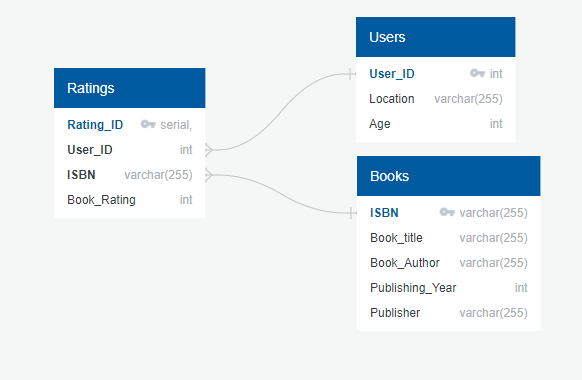 Ratings
Rating_ID serial,
User_ID int
ISBN varchar(255)
Book_Rating int
Users
User_ID int
Location varchar(255)
Age int
Books
ISBN varchar(255)
Book_title varchar(255)
Book_Author varchar(255)
Publishing_Year int
Publisher varchar(255)